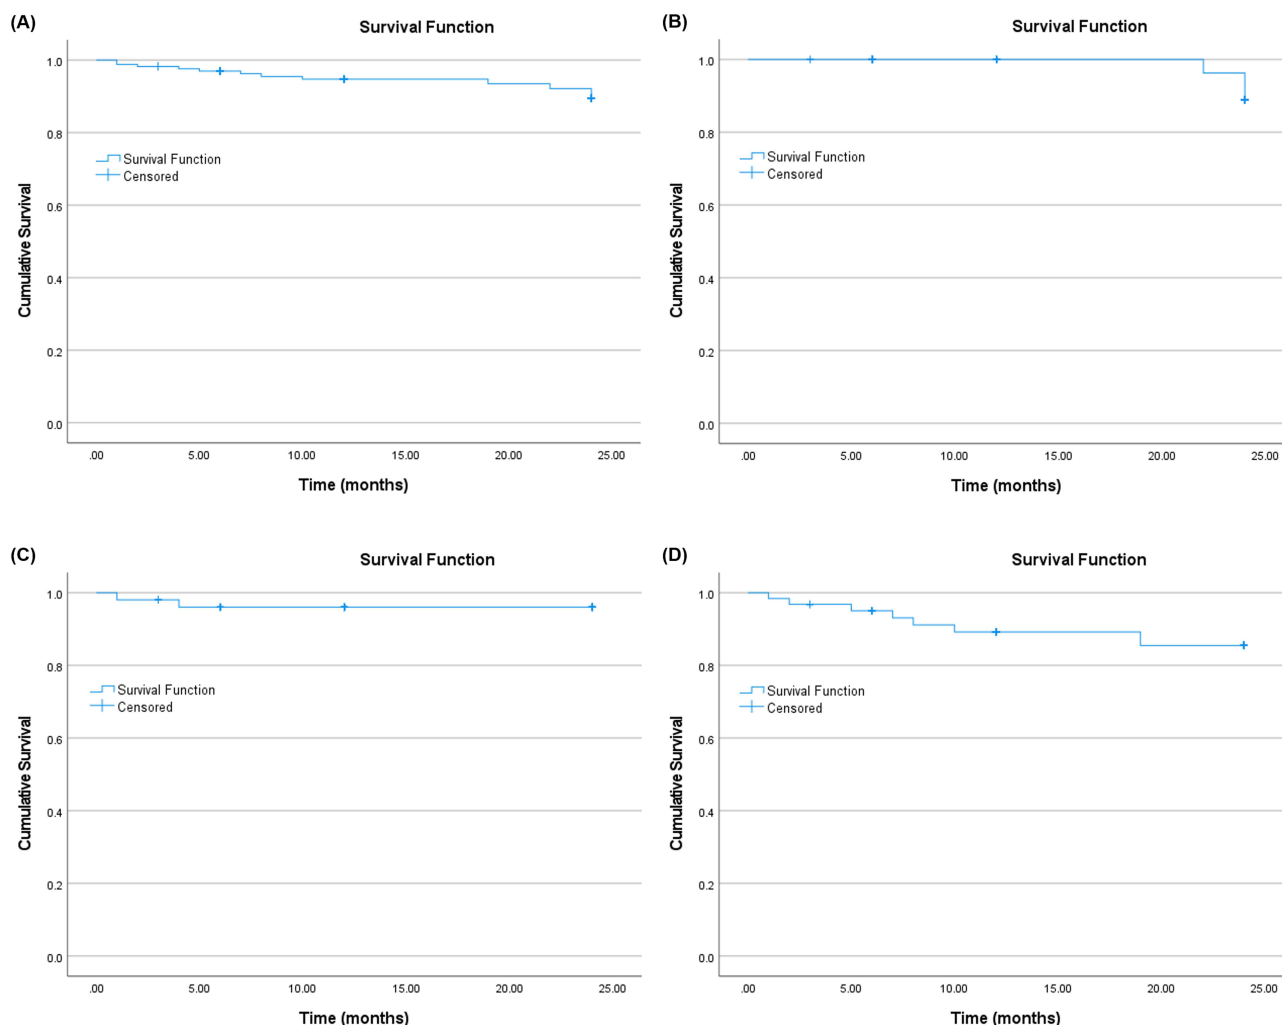 (A)
Survival Function
1.0
0.8
0.6
0.4
0.2
0.0
Cumulative Survival
Survival Function
Censored
.00 5.00 10.00 15.00 20.00 25.00
Time (months)
(B)
Survival Function
1.0
0.8
0.6
0.4
0.2
0.0
Cumulative Survival
Survival Function
Censored
.00 5.00 10.00 15.00 20.00 25.00
Time (months)
(C)
Survival Function
1.0
0.8
0.6
0.4
0.2
0.0
Cumulative Survival
Survival Function
Censored
.00 5.00 10.00 15.00 20.00 25.00
Time (months)
(D)
Survival Function
1.0
0.8
0.6
0.4
0.2
0.0
Cumulative Survival
Survival Function
Censored
.00 5.00 10.00 15.00 20.00 25.00
Time (months)